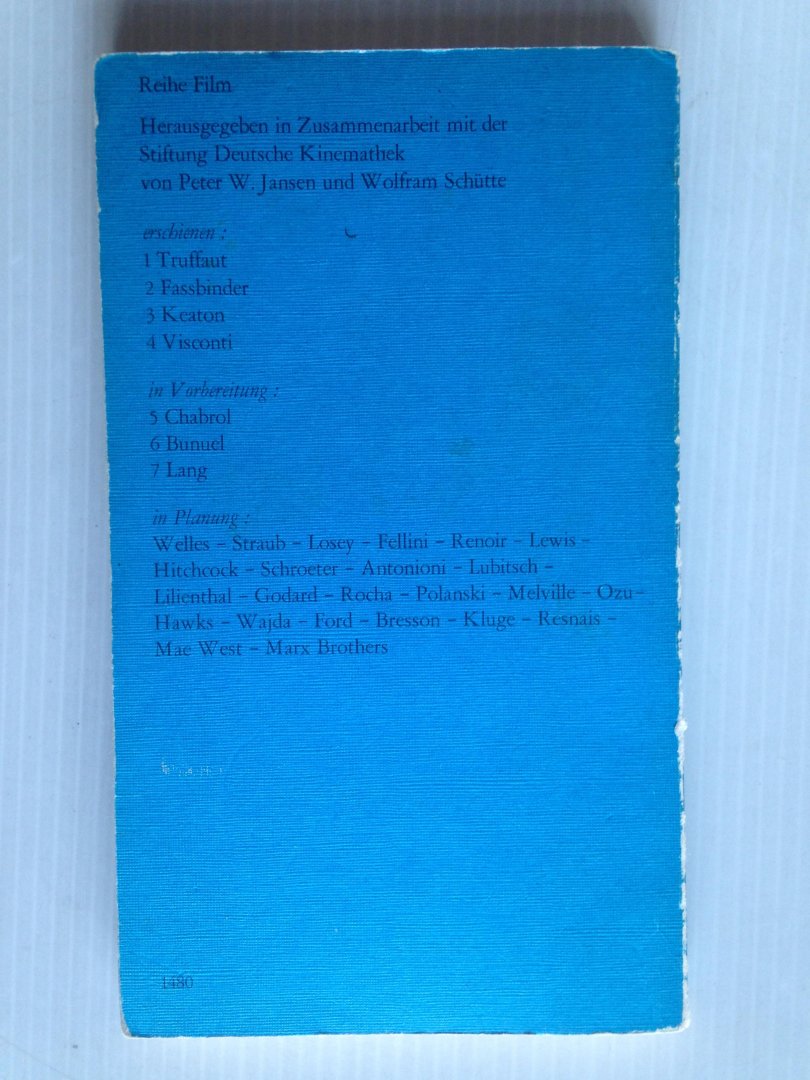 Reihe Film
Herausgegeben in Zusammenarbeit mit der
Stiftung Deutsche Kinemathek
von Peter W. Jansen und Wolfram Schütte
erschienen :
1 Truffaut
2 Fassbinder
3 Keaton
4 Visconti
in Vorbereitung :
5 Chabrol
6 Bunuel
7 Lang
in Planung :
Welles – Straub – Losey – Fellini – Renoir – Lewis –
Hitchcock – Schroeter – Antonioni – Lubitsch –
Lilienthal – Godard – Rocha – Polanski – Melville – Ozu –
Hawks – Wajda – Ford – Bresson – Kluge – Resnais –
Mae West – Marx Brothers
1480